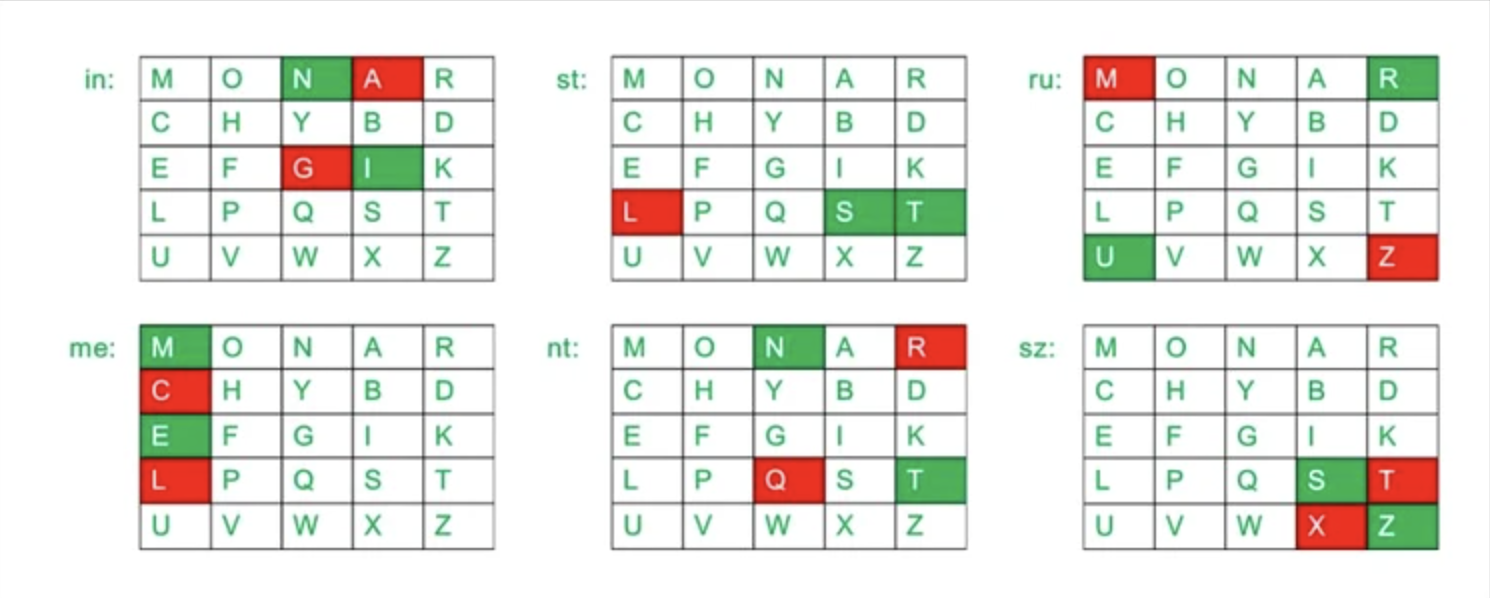 in: M O N A R st: M O N A R ru: M O N A R
C H Y B D C H Y B D C H Y B D
E F G I K E F G I K E F G I K
L P Q S T L P Q S T L P Q S T
U V W X Z U V W X Z U V W X Z
me: M O N A R nt: M O N A R sz: M O N A R
C H Y B D C H Y B D C H Y B D
E F G I K E F G I K E F G I K
L P Q S T L P Q S T L P Q S T
U V W X Z U V W X Z U V W X Z